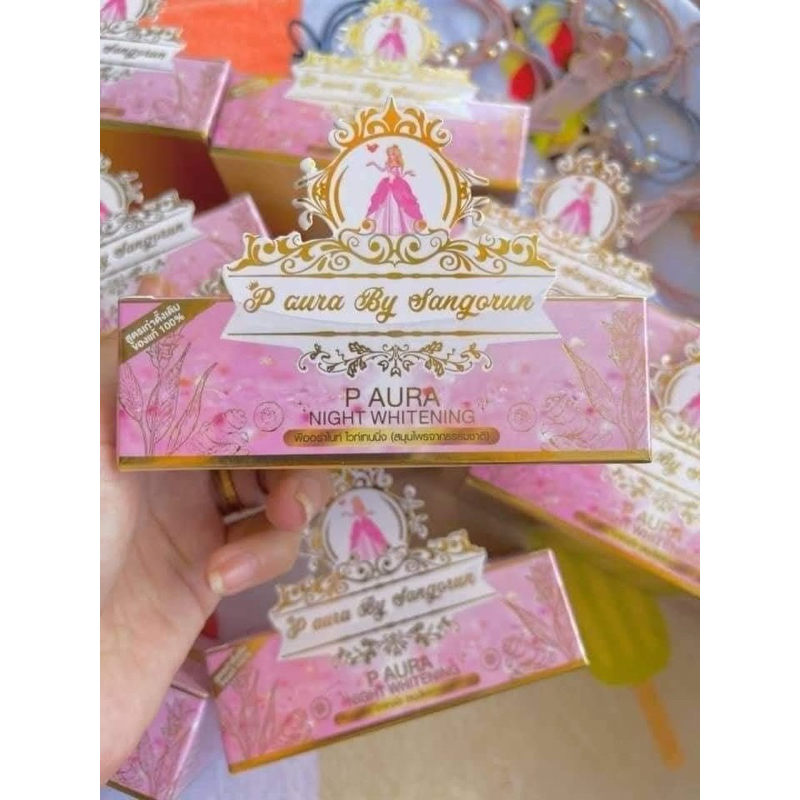 P aura By Sangorun
สูตรเก่าดั้งเดิม
ของแท้ 100%
P AURA
NIGHT WHITENING
พีออร่าไนท์ ไวท์เทนนิ่ง (สมุนไพรจากธรรมชาติ)
By Sangorun
P AURA
P aura By Sangorun
P AURA
NIGHT WHITENING